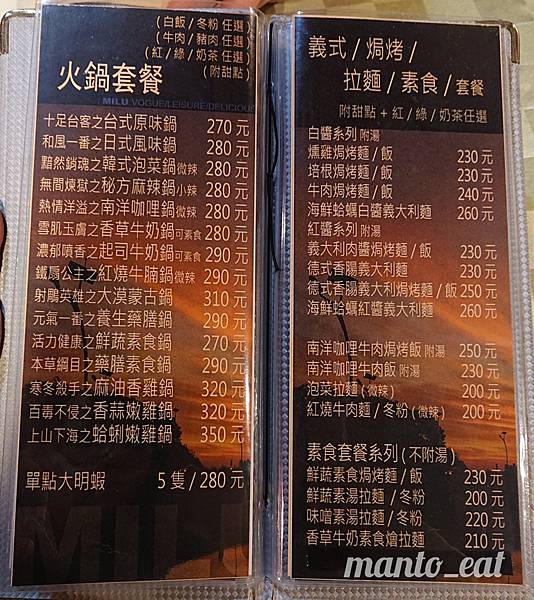 (白飯/冬粉 任選)
(牛肉/豬肉 任選)
(紅/綠/奶茶 任選)
火鍋套餐 (附甜點)
MILU VOGUE/LEISURE/DELICIOUS
十足台客之台式原味鍋 270元
和風一番之日式風味鍋 280元
黯然銷魂之韓式泡菜鍋微辣 280元
無間煉獄之秘方麻辣鍋小辣 280元
熱情洋溢之南洋咖哩鍋微辣 280元
雪肌玉膚之香草牛奶鍋可素食 280元
濃郁噴香之起司牛奶鍋可素食 290元
鐵扇公主之紅燒牛腩鍋微辣 290元
射鵰英雄之大漠蒙古鍋 310元
元氣一番之養生藥膳鍋 290元
活力健康之鮮蔬素食鍋 270元
本草綱目之藥膳素食鍋 290元
寒冬殺手之麻油香雞鍋 320元
百毒不侵之香蒜嫩雞鍋 320元
上山下海之蛤蜊嫩雞鍋 350元
單點大明蝦 5隻/280元
MILU
義式/焗烤/
拉麵/素食/套餐
附甜點+紅/綠/奶茶任選
白醬系列 附湯
燻雞焗烤麵/飯 230元
培根焗烤麵/飯 230元
牛肉焗烤麵/飯 240元
海鮮蛤蠣白醬義大利麵 260元
紅醬系列 附湯
義大利肉醬焗烤麵/飯 230元
德式香腸義大利麵 230元
德式香腸義大利焗烤麵/飯 250元
海鮮蛤蠣紅醬義大利麵 260元
南洋咖哩牛肉焗烤飯 附湯 250元
南洋咖哩牛肉飯 附湯 230元
泡菜拉麵(微辣) 200元
紅燒牛肉麵/冬粉(微辣) 200元
素食套餐系列(不附湯)
鮮蔬素食焗烤麵/飯 230元
鮮蔬素湯拉麵/冬粉 200元
味噌素湯拉麵/冬粉 220元
香草牛奶素食燴拉麵 210元
manto_eat